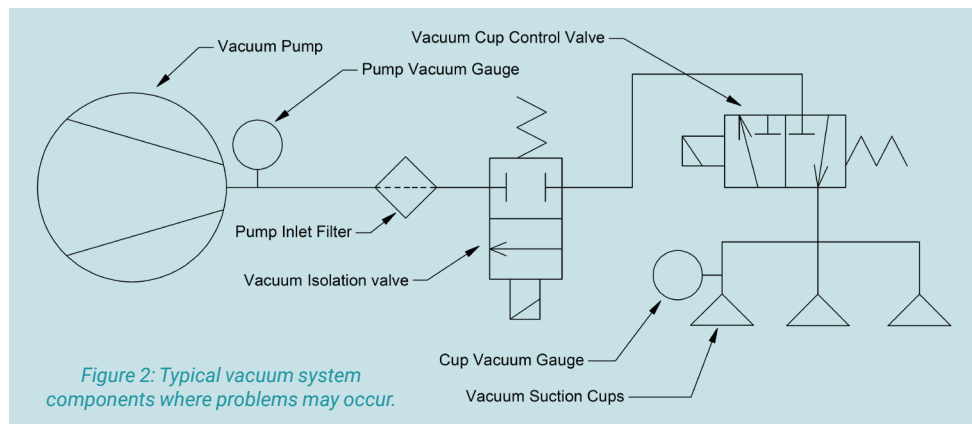 Vacuum Pump
Pump Vacuum Gauge
Vacuum Cup Control Valve
Pump Inlet Filter
Vacuum Isolation valve
Cup Vacuum Gauge
Vacuum Suction Cups
Figure 2: Typical vacuum system
components where problems may occur.